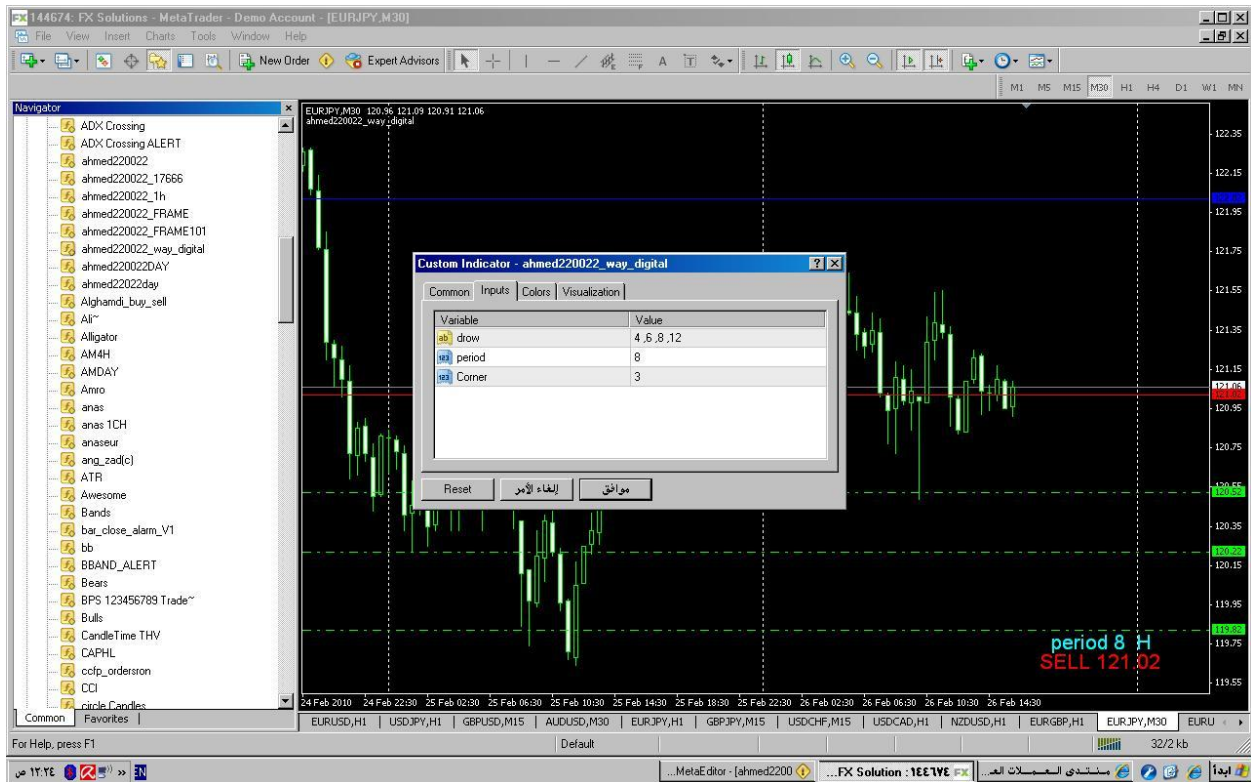 144674: FX Solutions - MetaTrader - Demo Account - [EURJPY,M30]
File View Insert Charts Tools Window Help
New Order Expert Advisors A T
M1 M5 M15 M30 H1 H4 D1 W1 MN
Navigator
ADX Crossing
ADX Crossing ALERT
ahmed220022
ahmed220022_17666
ahmed220022_1h
ahmed220022_FRAME
ahmed220022_FRAME101
ahmed220022_way_digital
ahmed220022DAY
ahmed22022day
Alghamdi_buy_sell
Ali~
Alligator
AM4H
AMDAY
Amro
anas
anas 1CH
anaseur
ang_zad(c)
ATR
Awesome
Bands
bar_close_alarm_V1
bb
BBAND_ALERT
Bears
BPS 123456789 Trade~
Bulls
CandleTime THV
CAPHL
ccfp_ordersron
CCI
circle Candles
Common Favorites
EURJPY,M30 120.96 121.09 120.91 121.06
ahmed220022_way_digital
Custom Indicator - ahmed220022_way_digital
Common Inputs Colors Visualization
Variable Value
drow 4 ,6 ,8 ,12
period 8
Corner 3
Reset إلغاء الأمر موافق
122.35
122.15
121.95
121.75
121.55
121.35
121.15
121.06
120.95
120.75
120.52
120.35
120.22
120.15
119.95
119.82
119.75
119.55
period 8 H
SELL 121.02
24 Feb 2010 24 Feb 22:30 25 Feb 02:30 25 Feb 06:30 25 Feb 10:30 25 Feb 14:30 25 Feb 18:30 25 Feb 22:30 26 Feb 02:30 26 Feb 06:30 26 Feb 10:30 26 Feb 14:30
EURUSD,H1 USDJPY,H1 GBPUSD,M15 AUDUSD,M30 EURJPY,H1 GBPJPY,M15 USDCHF,M15 USDCAD,H1 NZDUSD,H1 EURGBP,H1 EURJPY,M30 EURU
For Help, press F1 Default 32/2 kb
ابدأ منـتـدى الـعـمـلات العـ... ...FX Solution : ١٤٤٦٧٤ ...MetaEditor - [ahmed2200 EN ١٢:٢٤ ص